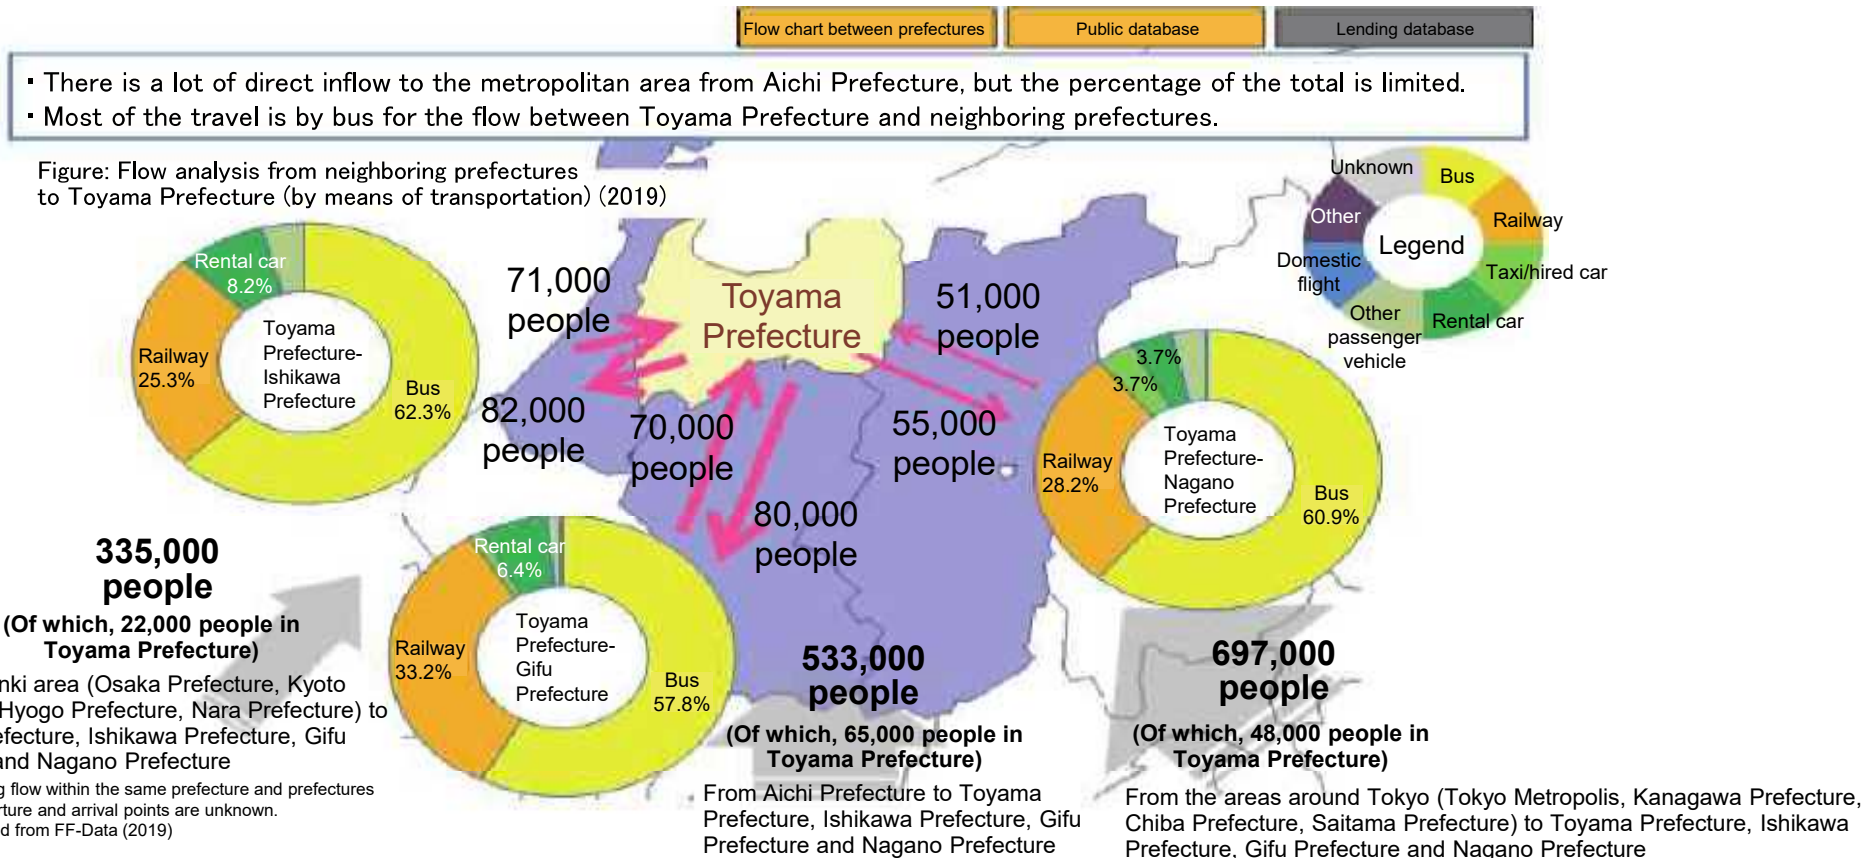 Flow chart between prefectures
Public database
Lending database
・There is a lot of direct inflow to the metropolitan area from Aichi Prefecture, but the percentage of the total is limited.
・Most of the travel is by bus for the flow between Toyama Prefecture and neighboring prefectures.
Figure: Flow analysis from neighboring prefectures
to Toyama Prefecture (by means of transportation) (2019)
Unknown
Bus
Other
Railway
Legend
Domestic
flight
Taxi/hired car
Other
passenger
vehicle
Rental car
Rental car
8.2%
Railway
25.3%
Toyama
Prefecture-
Ishikawa
Prefecture
Bus
62.3%
71,000
people
Toyama
Prefecture
51,000
people
82,000
people
70,000
people
55,000
people
80,000
people
3.7%
3.7%
Railway
28.2%
Toyama
Prefecture-
Nagano
Prefecture
Bus
60.9%
Rental car
6.4%
Railway
33.2%
Toyama
Prefecture-
Gifu
Prefecture
Bus
57.8%
335,000
people
(Of which, 22,000 people in
Toyama Prefecture)
nki area (Osaka Prefecture, Kyoto
Hyogo Prefecture, Nara Prefecture) to
efecture, Ishikawa Prefecture, Gifu
and Nagano Prefecture
g flow within the same prefecture and prefectures
rture and arrival points are unknown.
d from FF-Data (2019)
533,000
people
(Of which, 65,000 people in
Toyama Prefecture)
From Aichi Prefecture to Toyama
Prefecture, Ishikawa Prefecture, Gifu
Prefecture and Nagano Prefecture
697,000
people
(Of which, 48,000 people in
Toyama Prefecture)
From the areas around Tokyo (Tokyo Metropolis, Kanagawa Prefecture,
Chiba Prefecture, Saitama Prefecture) to Toyama Prefecture, Ishikawa
Prefecture, Gifu Prefecture and Nagano Prefecture